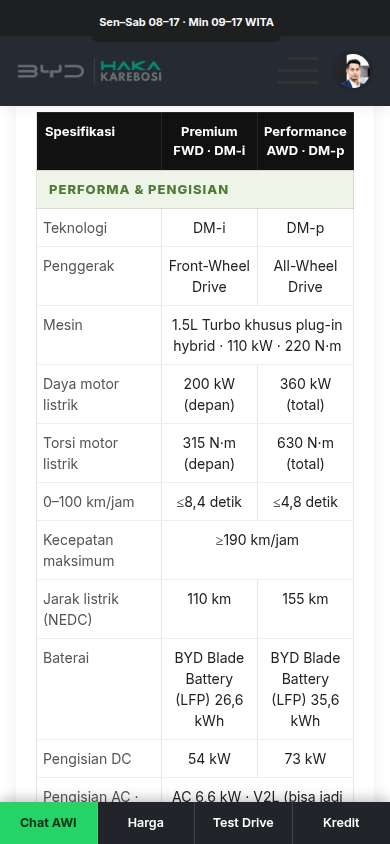 Sen–Sab 08–17 · Min 09–17 WITA
BYD HAKA
KAREBOSI
Spesifikasi Premium Performance
FWD · DM-i AWD · DM-p
PERFORMA & PENGISIAN
Teknologi DM-i DM-p
Penggerak Front-Wheel All-Wheel
Drive Drive
Mesin 1.5L Turbo khusus plug-in
hybrid · 110 kW · 220 N·m
Daya motor 200 kW 360 kW
listrik (depan) (total)
Torsi motor 315 N·m 630 N·m
listrik (depan) (total)
0–100 km/jam ≤8,4 detik ≤4,8 detik
Kecepatan ≥190 km/jam
maksimum
Jarak listrik 110 km 155 km
(NEDC)
Baterai BYD Blade BYD Blade
Battery Battery
(LFP) 26,6 (LFP) 35,6
kWh kWh
Pengisian DC 54 kW 73 kW
Pengisian AC · AC 6,6 kW · V2L (bisa jadi
Chat AWI Harga Test Drive Kredit